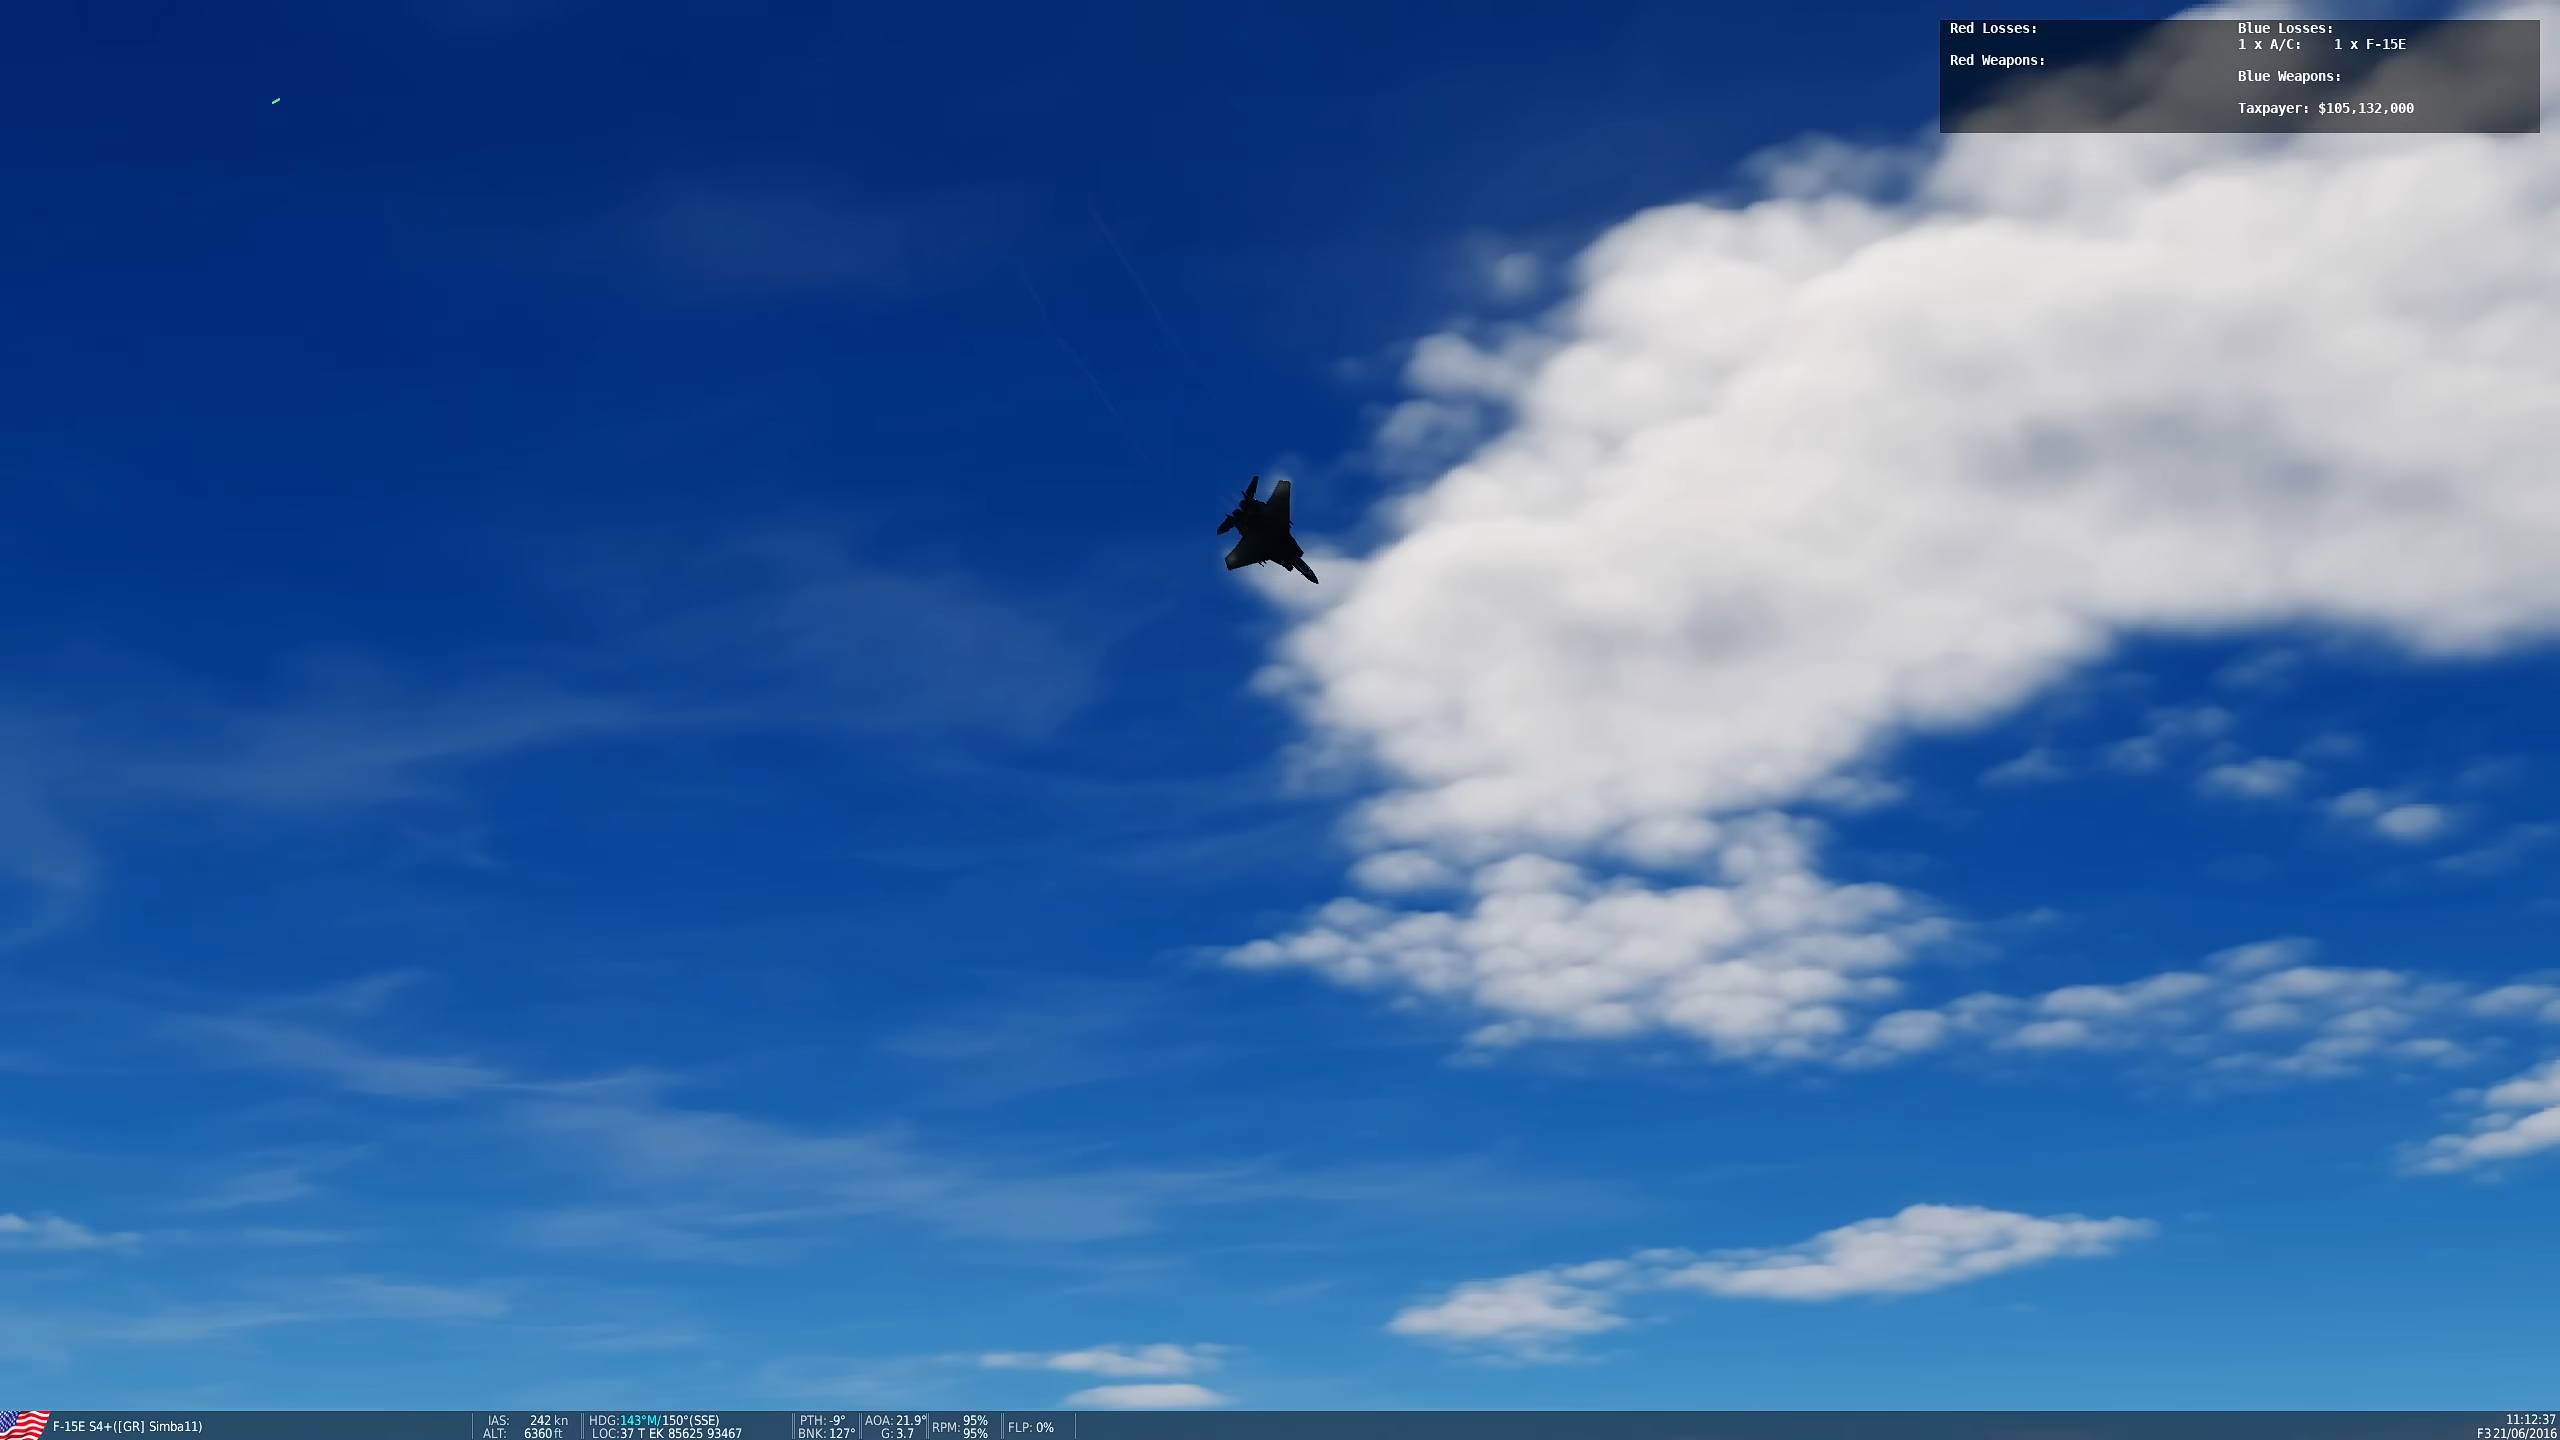 Red Losses:
Red Weapons:
Blue Losses:
1 x A/C: 1 x F-15E
Blue Weapons:
Taxpayer: $105,132,000
F-15E S4+([GR] Simba11)
IAS: 242 kn
ALT: 6360 ft
HDG:143°M/150°(SSE)
LOC:37 T EK 85625 93467
PTH: -9°
BNK: 127°
AOA: 21.9°
G: 3.7
RPM: 95%
95%
FLP: 0%
11:12:37
F3 21/06/2016